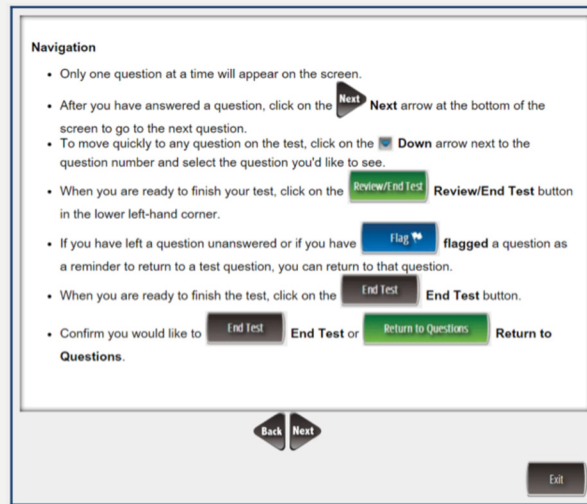 Navigation
• Only one question at a time will appear on the screen.
• After you have answered a question, click on the Next Next arrow at the bottom of the
screen to go to the next question.
• To move quickly to any question on the test, click on the Down arrow next to the
question number and select the question you'd like to see.
• When you are ready to finish your test, click on the Review/End Test Review/End Test button
in the lower left-hand corner.
• If you have left a question unanswered or if you have Flag flagged a question as
a reminder to return to a test question, you can return to that question.
• When you are ready to finish the test, click on the End Test End Test button.
• Confirm you would like to End Test End Test or Return to Questions Return to
Questions.
Back Next
Exit